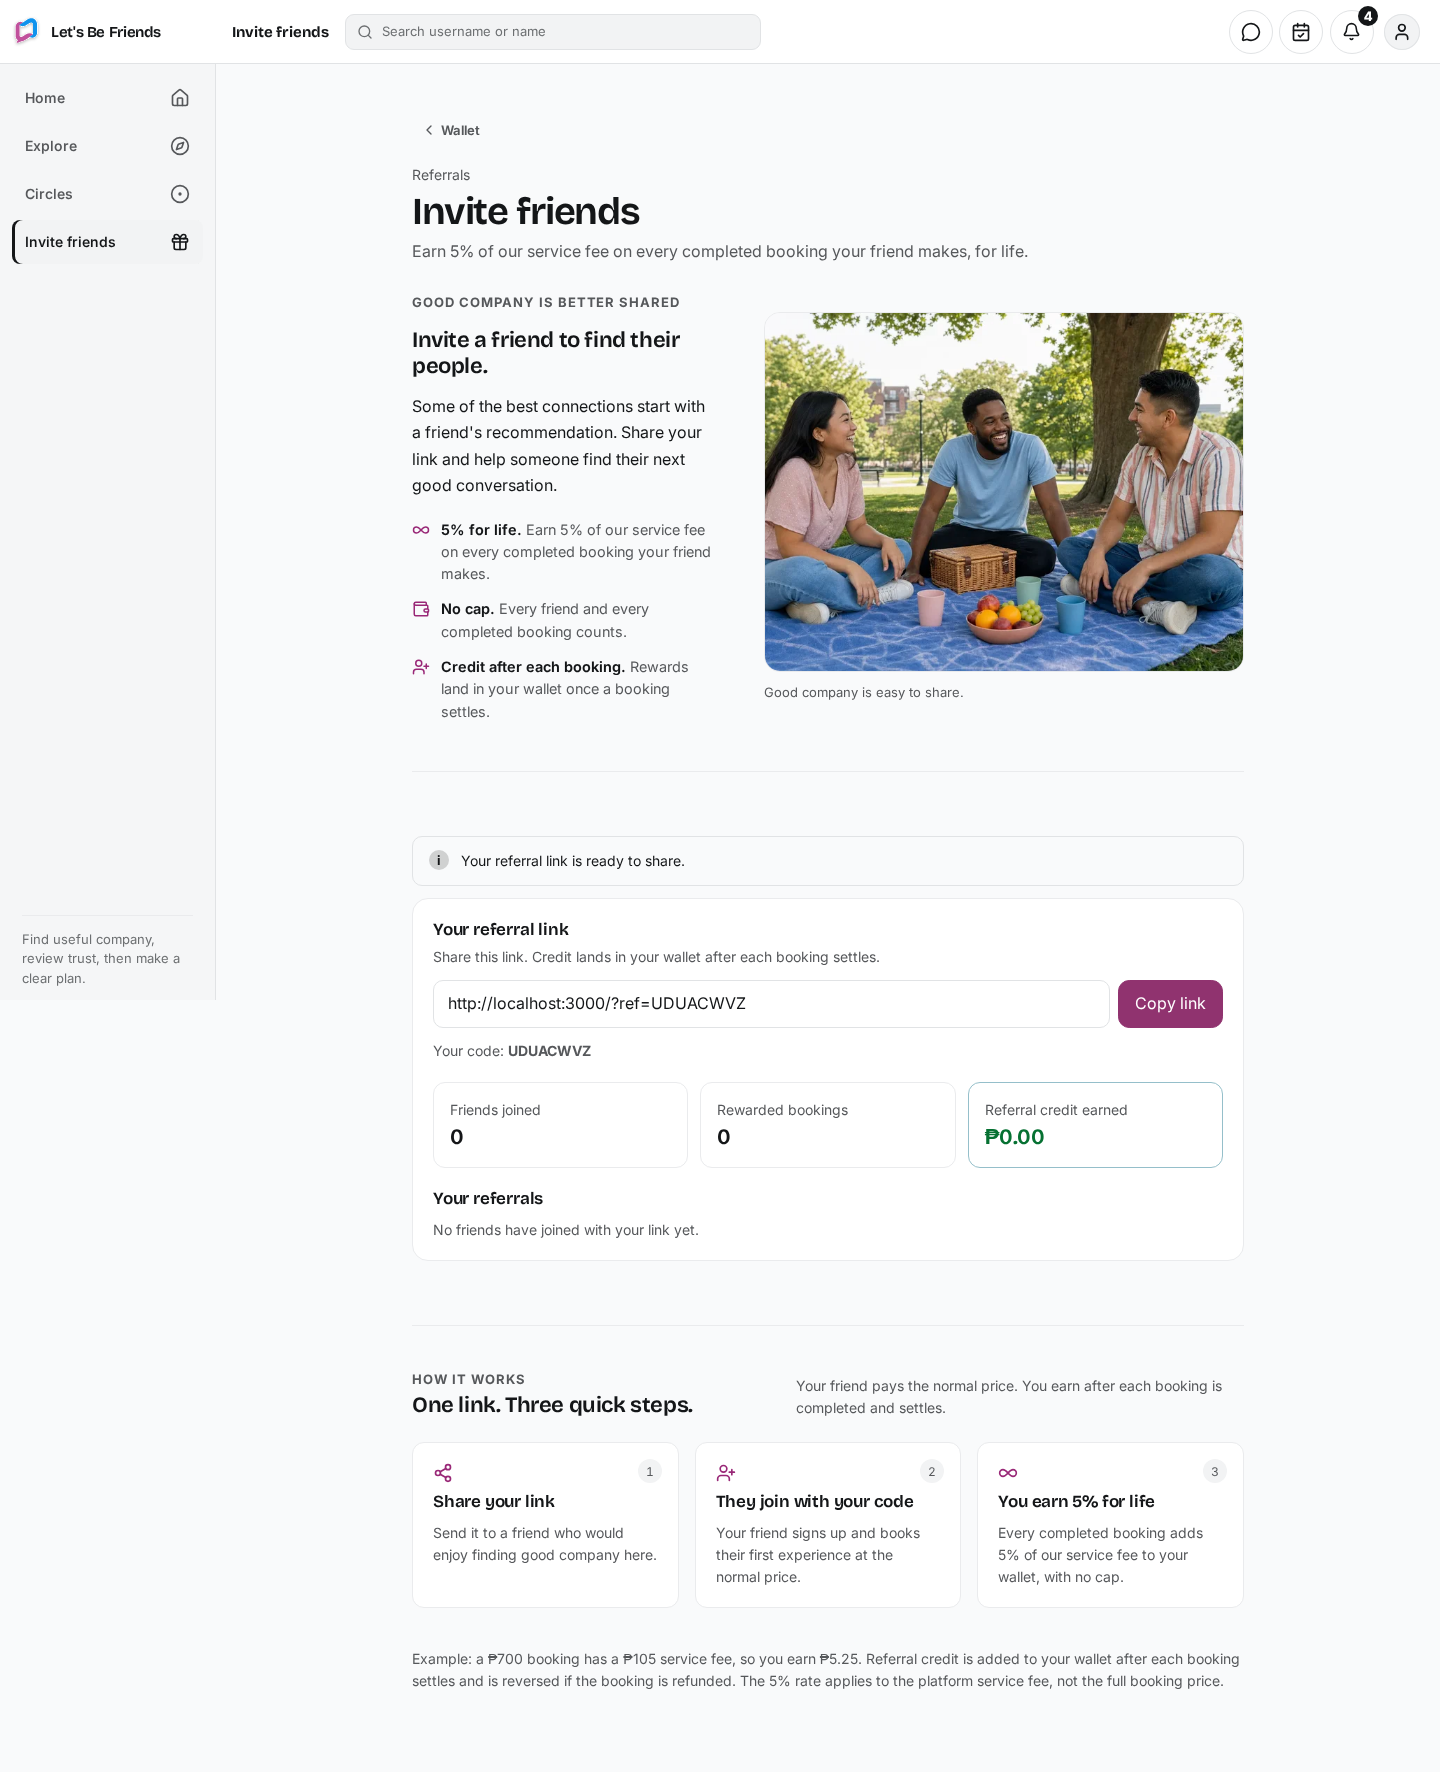 Let's Be Friends
Invite friends
Search username or name
4
Home
Explore
Circles
Invite friends
Find useful company,
review trust, then make a
clear plan.
Wallet
Referrals
Invite friends
Earn 5% of our service fee on every completed booking your friend makes, for life.
GOOD COMPANY IS BETTER SHARED
Invite a friend to find their
people.
Some of the best connections start with
a friend's recommendation. Share your
link and help someone find their next
good conversation.
5% for life. Earn 5% of our service fee
on every completed booking your friend
makes.
No cap. Every friend and every
completed booking counts.
Credit after each booking. Rewards
land in your wallet once a booking
settles.
Good company is easy to share.
Your referral link is ready to share.
Your referral link
Share this link. Credit lands in your wallet after each booking settles.
http://localhost:3000/?ref=UDUACWVZ
Copy link
Your code: UDUACWVZ
Friends joined
0
Rewarded bookings
0
Referral credit earned
₱0.00
Your referrals
No friends have joined with your link yet.
HOW IT WORKS
One link. Three quick steps.
Your friend pays the normal price. You earn after each booking is
completed and settles.
1
Share your link
Send it to a friend who would
enjoy finding good company here.
2
They join with your code
Your friend signs up and books
their first experience at the
normal price.
3
You earn 5% for life
Every completed booking adds
5% of our service fee to your
wallet, with no cap.
Example: a ₱700 booking has a ₱105 service fee, so you earn ₱5.25. Referral credit is added to your wallet after each booking
settles and is reversed if the booking is refunded. The 5% rate applies to the platform service fee, not the full booking price.